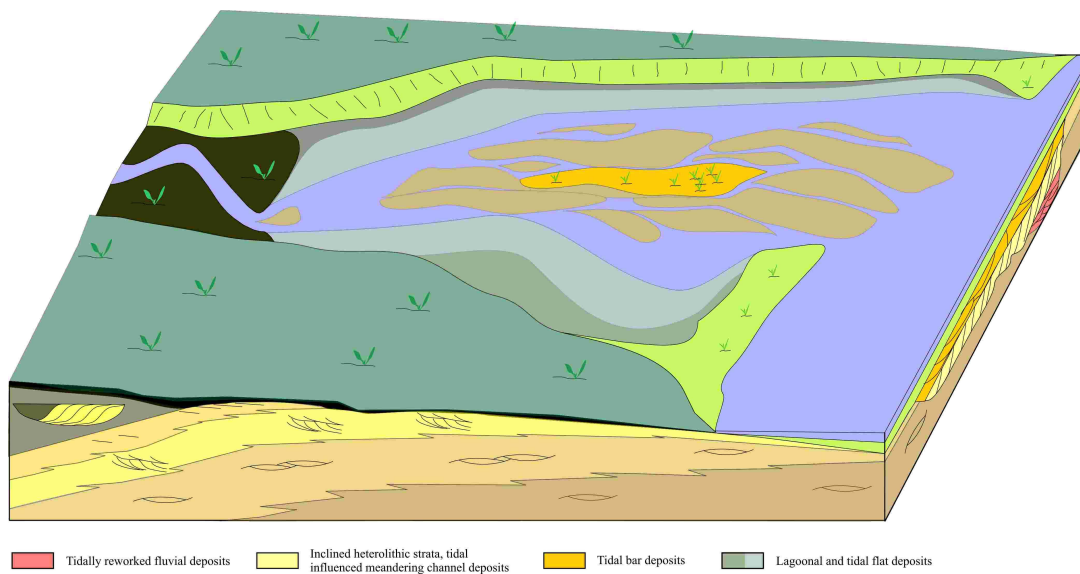 Tidally reworked fluvial deposits
Inclined heterolithic strata, tidal
influenced meandering channel deposits
Tidal bar deposits
Lagoonal and tidal flat deposits